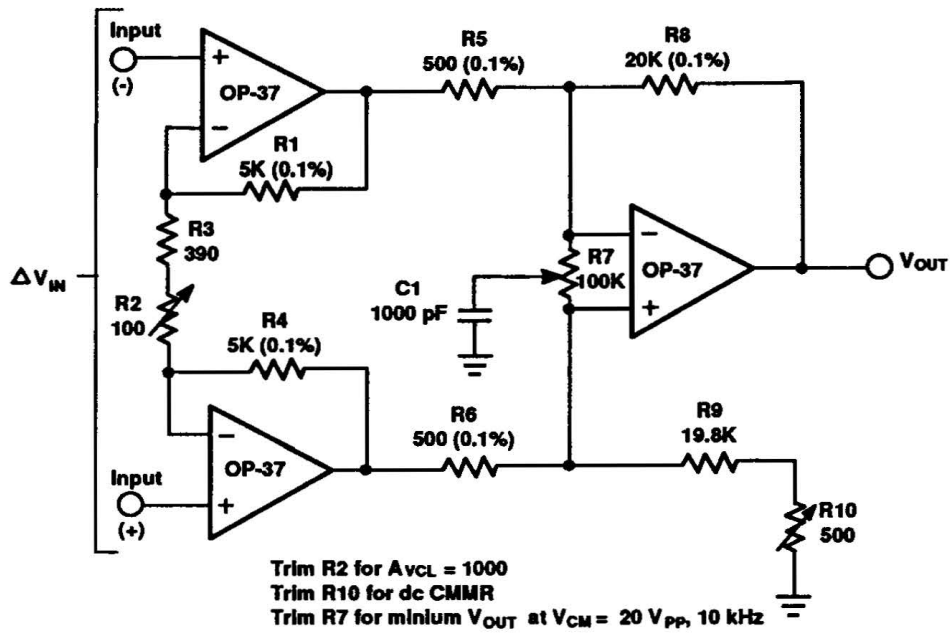 Input
(-)
+
OP-37
−
R5
500 (0.1%)
R8
20K (0.1%)
R1
5K (0.1%)
R3
390
ΔVIN
R2
100
R4
5K (0.1%)
C1
1000 pF
R7
100K
−
OP-37
+
VOUT
Input
(+)
−
OP-37
+
R6
500 (0.1%)
R9
19.8K
R10
500
Trim R2 for AVCL = 1000
Trim R10 for dc CMMR
Trim R7 for minium VOUT at VCM = 20 VPP, 10 kHz